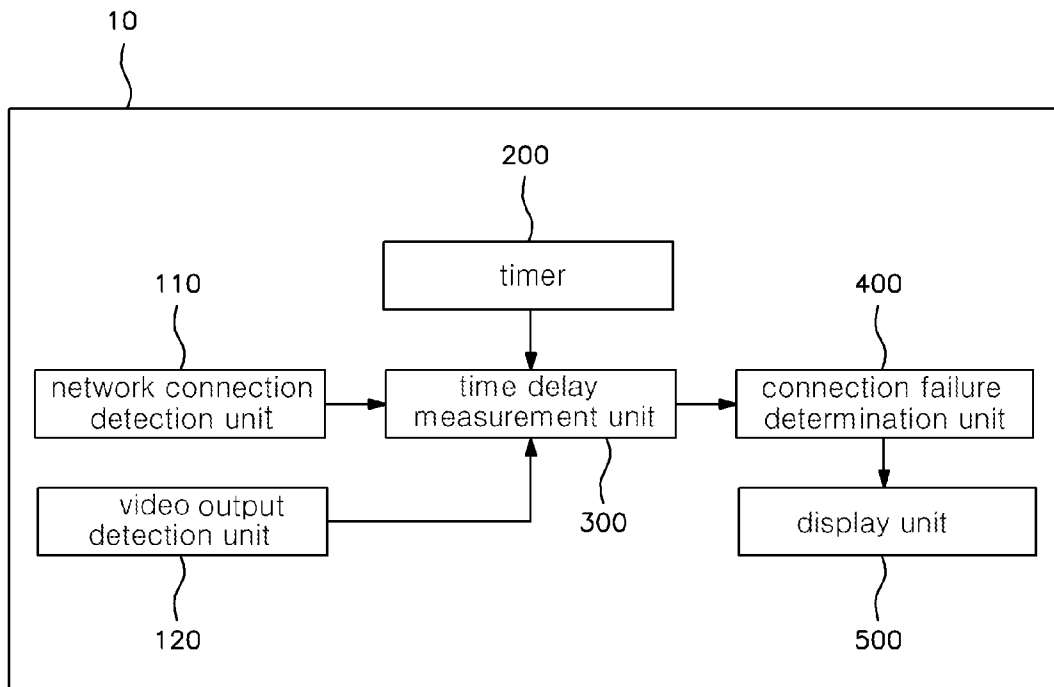 10
200
timer
110
400
network connection
detection unit
time delay
measurement unit
connection failure
determination unit
video output
detection unit
300
display unit
120
500